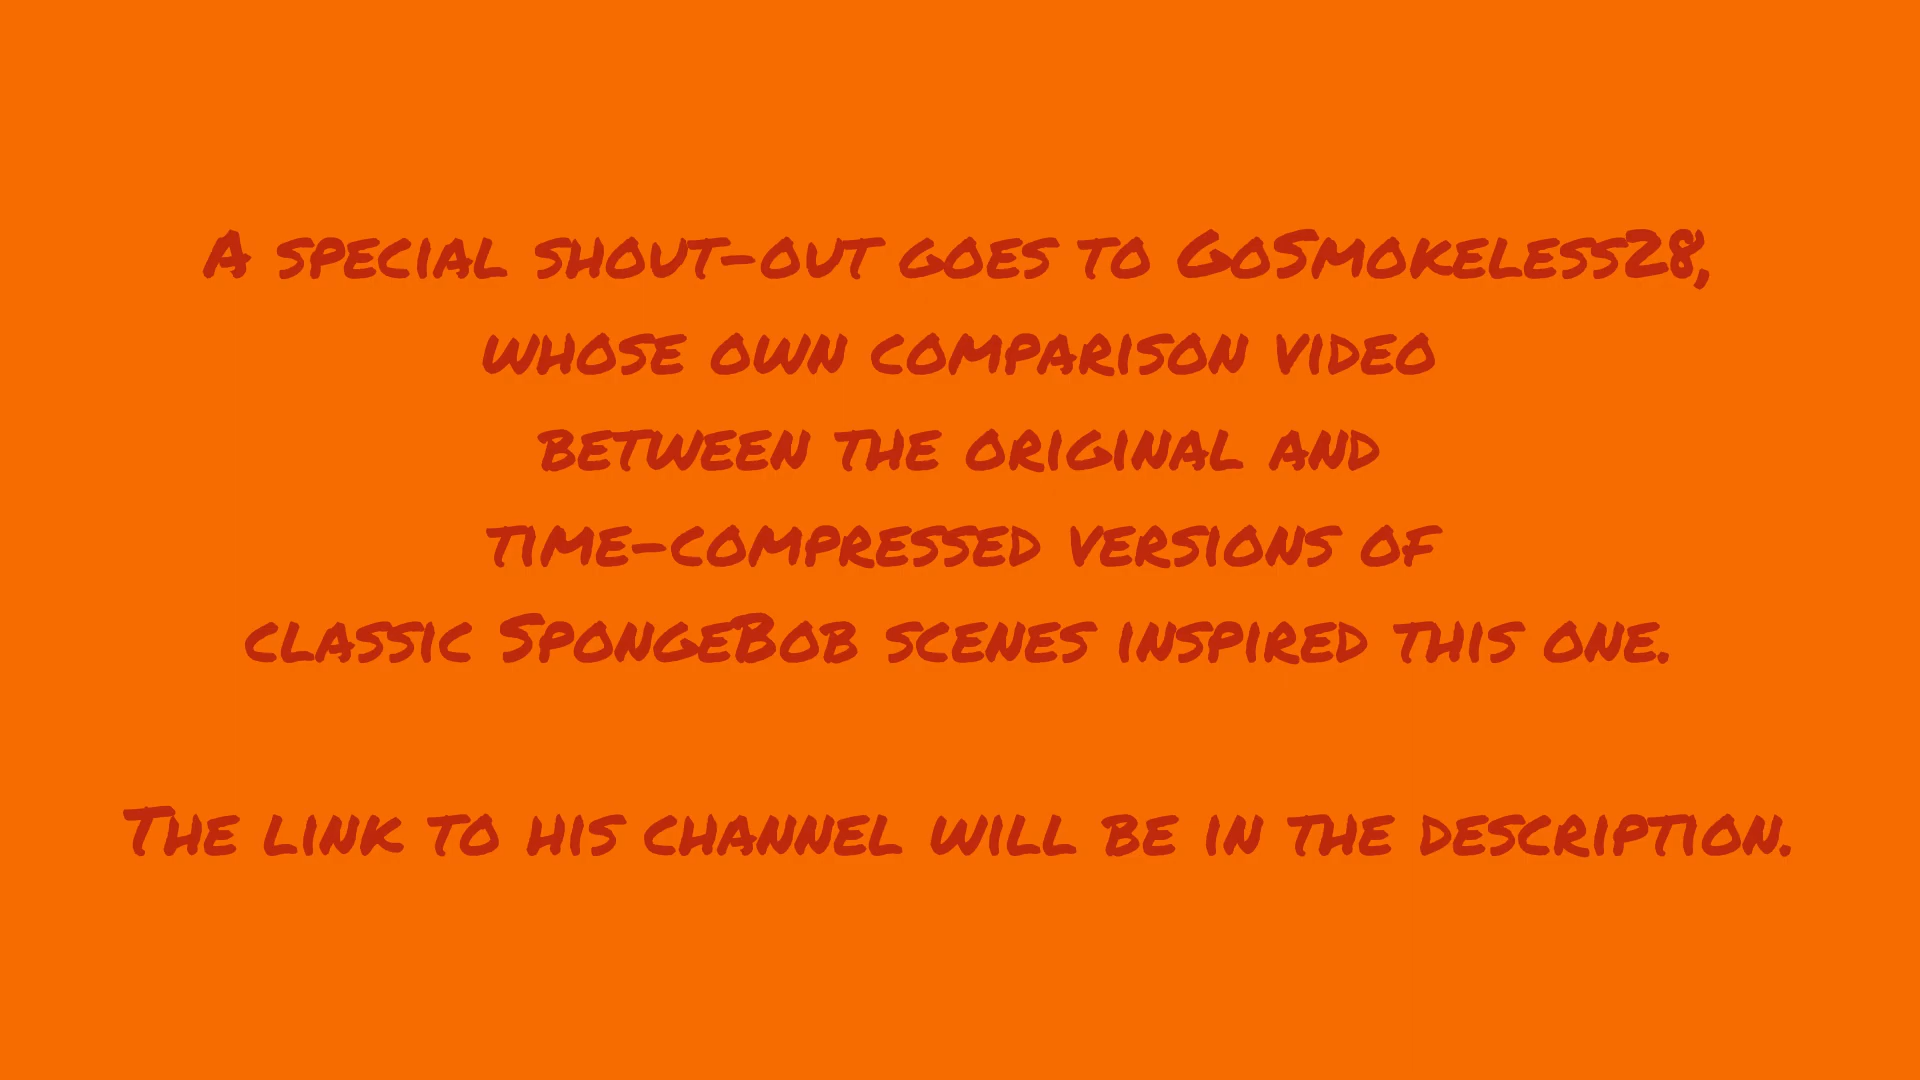 A special shout-out goes to GoSmokeless28,
whose own comparison video
between the original and
time-compressed versions of
classic SpongeBob scenes inspired this one.
The link to his channel will be in the description.